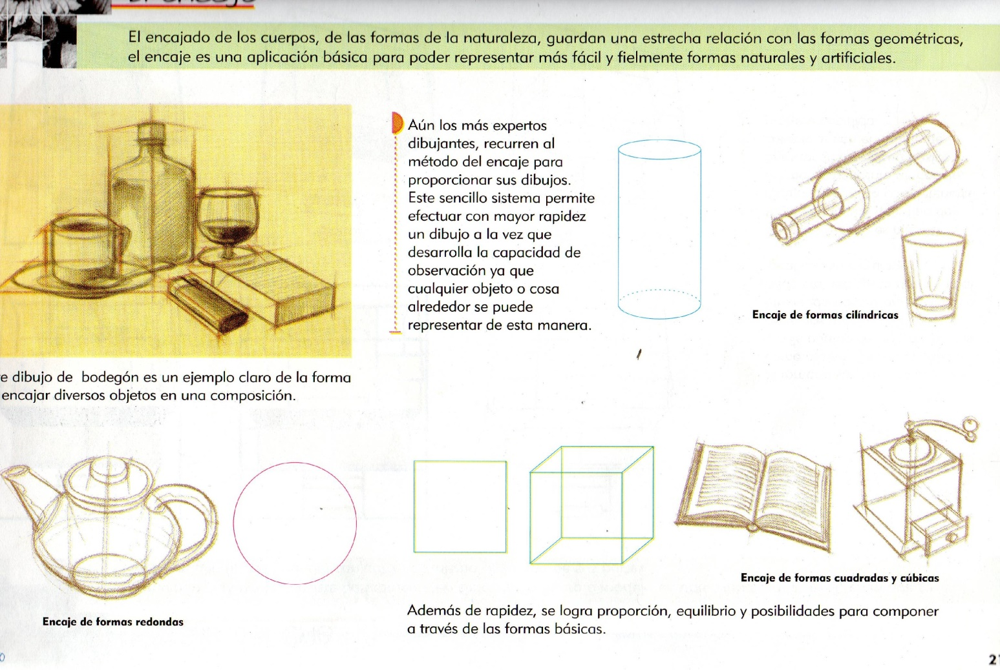 El encajado de los cuerpos, de las formas de la naturaleza, guardan una estrecha relación con las formas geométricas,
el encaje es una aplicación básica para poder representar más fácil y fielmente formas naturales y artificiales.
Aún los más expertos
dibujantes, recurren al
método del encaje para
proporcionar sus dibujos.
Este sencillo sistema permite
efectuar con mayor rapidez
un dibujo a la vez que
desarrolla la capacidad de
observación ya que
cualquier objeto o cosa
alrededor se puede
representar de esta manera.
Encaje de formas cilíndricas
dibujo de bodegón es un ejemplo claro de la forma
encajar diversos objetos en una composición.
Encaje de formas redondas
Encaje de formas cuadradas y cúbicas
Además de rapidez, se logra proporción, equilibrio y posibilidades para componer
a través de las formas básicas.